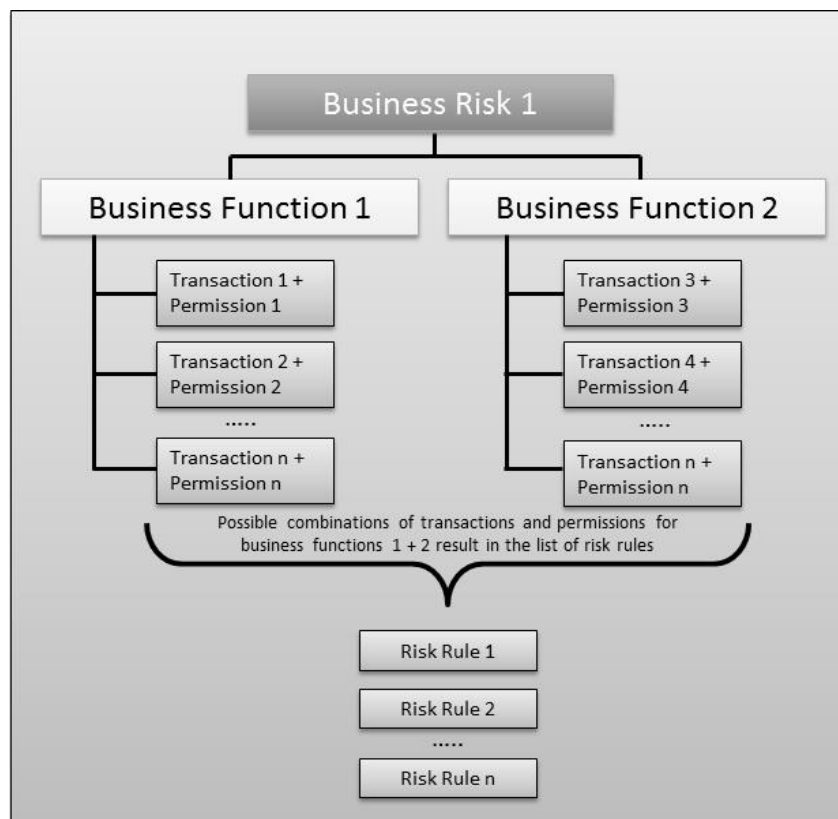 Business Risk 1
Business Function 1
Business Function 2
Transaction 1 +
Permission 1
Transaction 2 +
Permission 2
.....
Transaction n +
Permission n
Transaction 3 +
Permission 3
Transaction 4 +
Permission 4
.....
Transaction n +
Permission n
Possible combinations of transactions and permissions for
business functions 1 + 2 result in the list of risk rules
Risk Rule 1
Risk Rule 2
.....
Risk Rule n